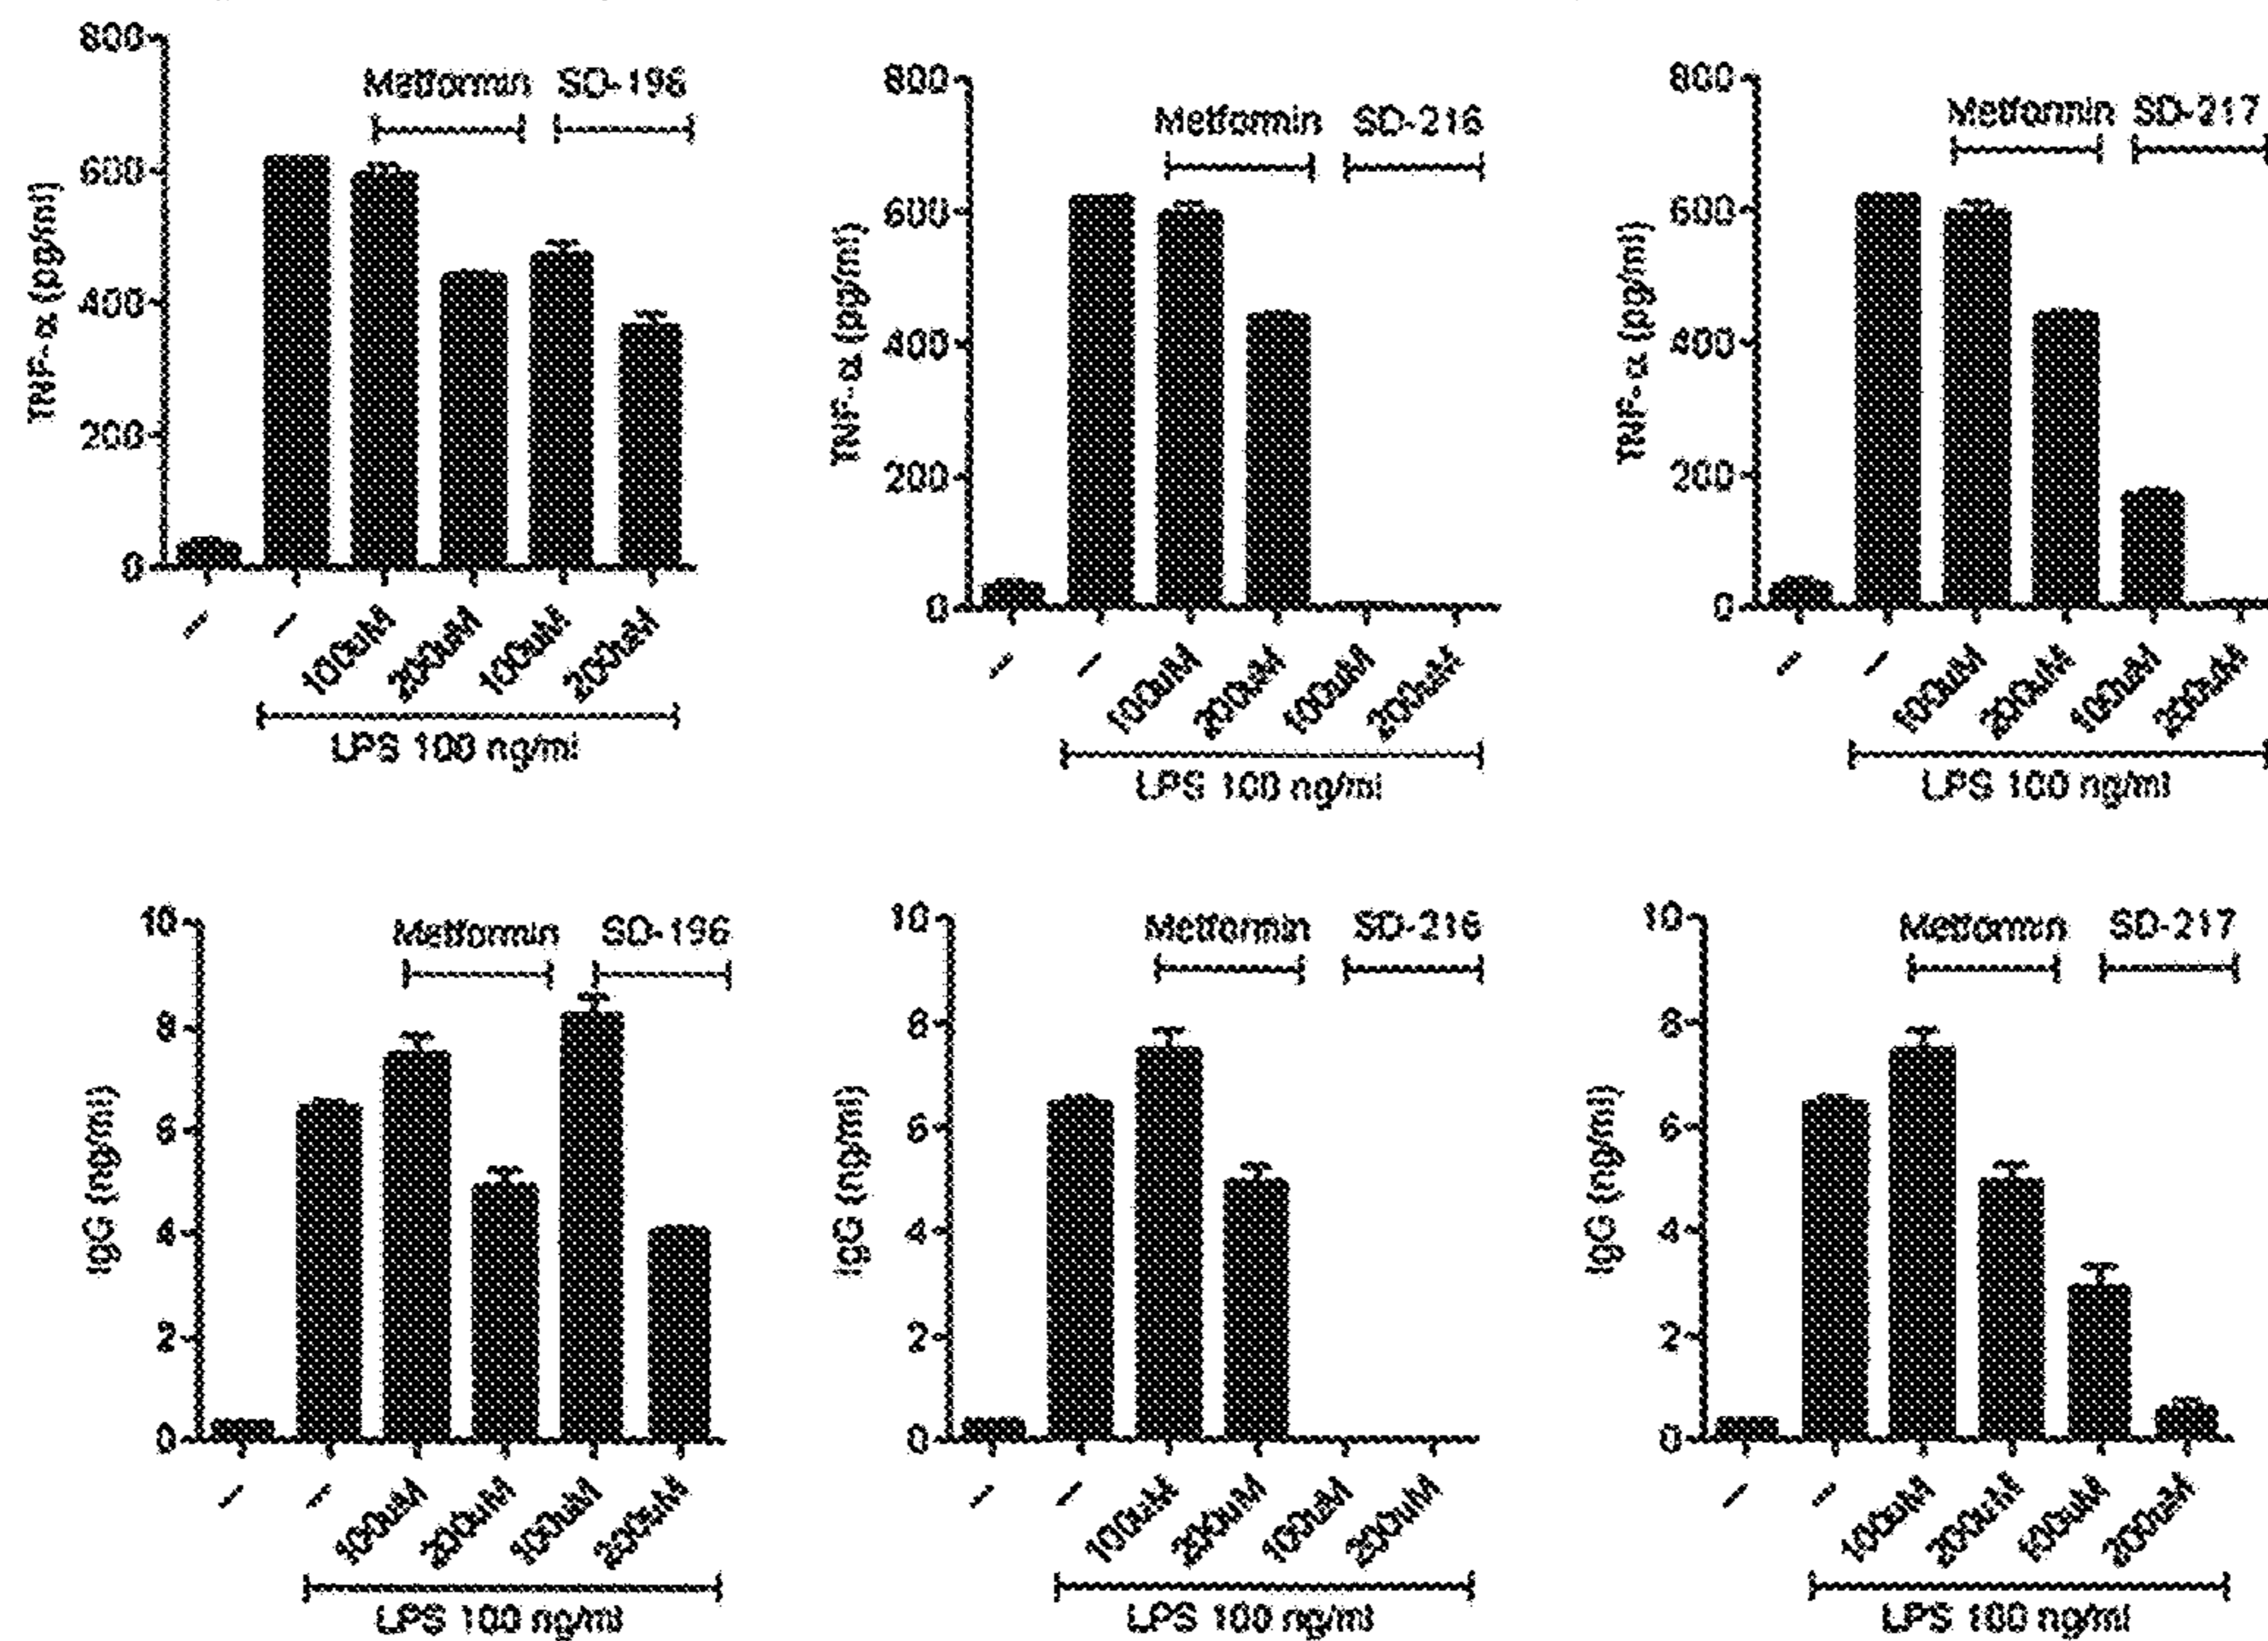 800
600
400
200
0
TNF-α (pg/ml)
Metformin SD-196
– – 100uM 200uM 100uM 200uM
LPS 100 ng/ml
800
600
400
200
0
TNF-α (pg/ml)
Metformin SD-216
– – 100uM 200uM 100uM 200uM
LPS 100 ng/ml
800
600
400
200
0
TNF-α (pg/ml)
Metformin SD-217
– – 100uM 200uM 100uM 200uM
LPS 100 ng/ml
10
8
6
4
2
0
IgG (ng/ml)
Metformin SD-196
– – 100uM 200uM 100uM 200uM
LPS 100 ng/ml
10
8
6
4
2
0
IgG (ng/ml)
Metformin SD-216
– – 100uM 200uM 100uM 200uM
LPS 100 ng/ml
10
8
6
4
2
0
IgG (ng/ml)
Metformin SD-217
– – 100uM 200uM 100uM 200uM
LPS 100 ng/ml